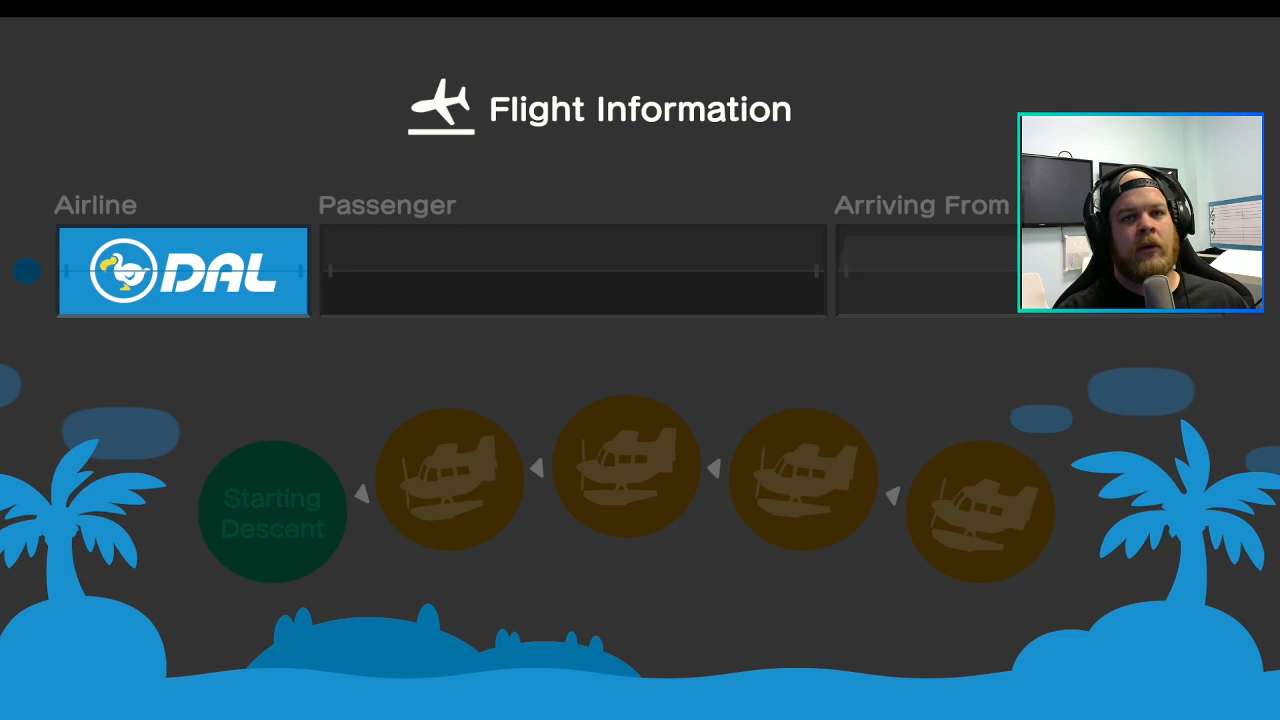 Flight Information
Airline
Passenger
Arriving From
DAL
Starting
Descent